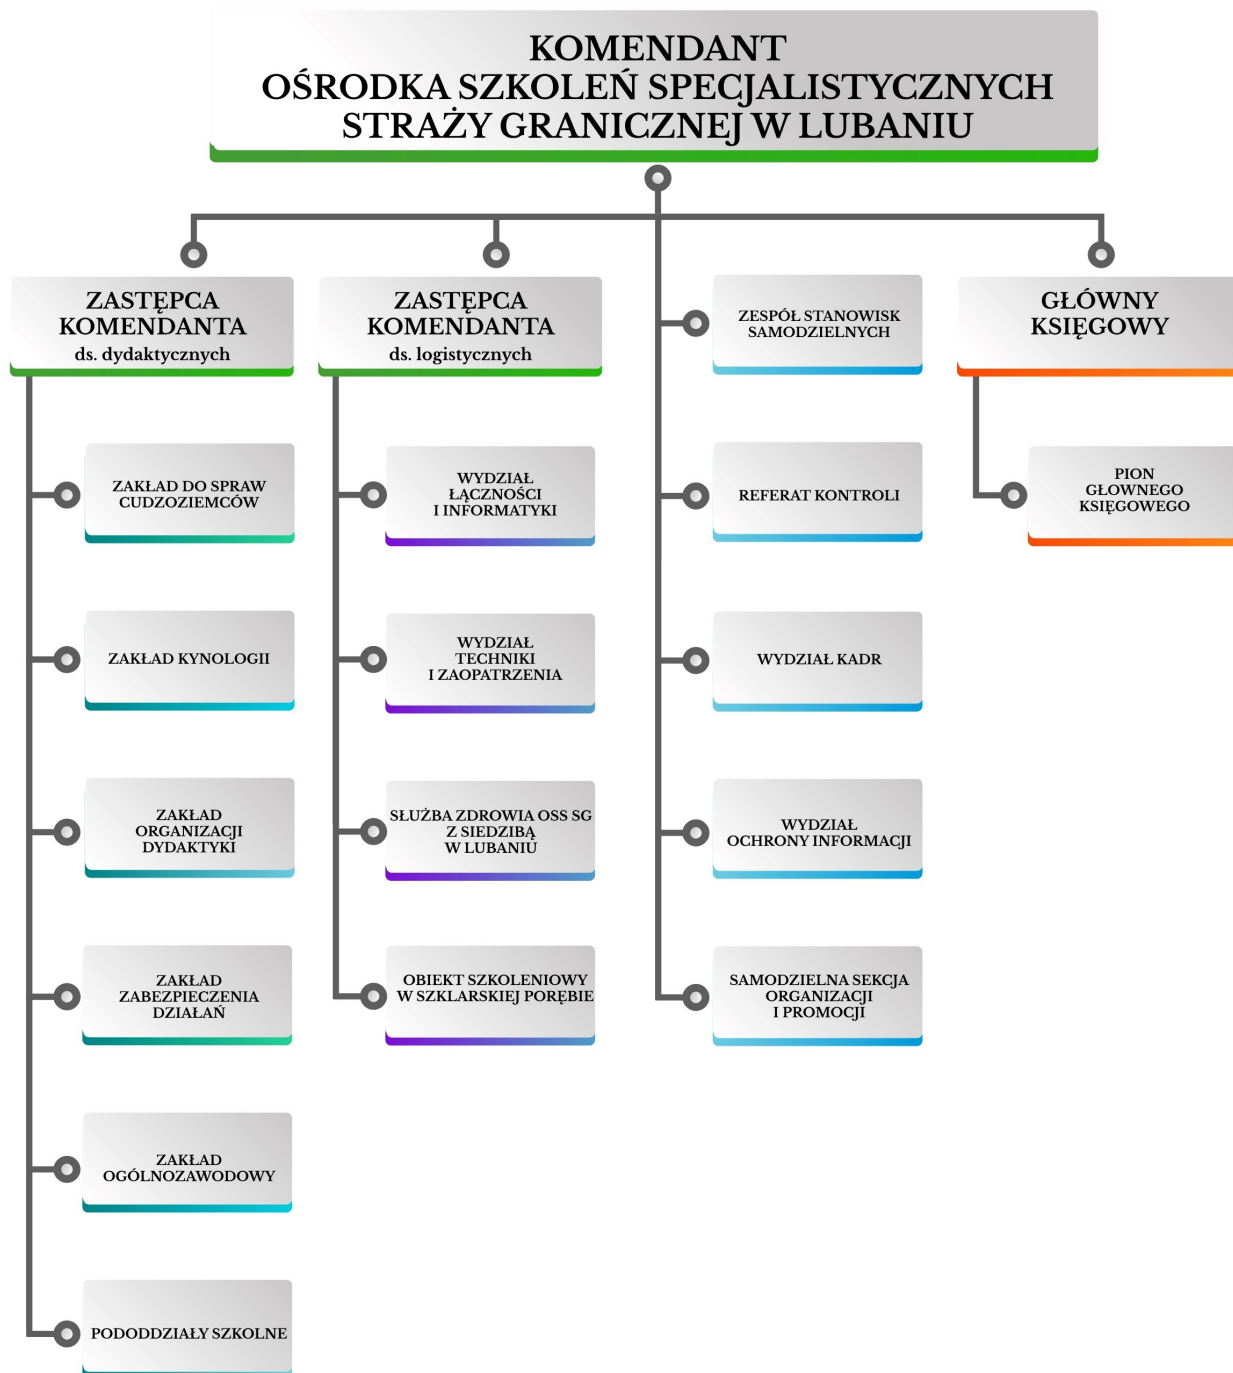 KOMENDANT
OŚRODKA SZKOLEŃ SPECJALISTYCZNYCH
STRAŻY GRANICZNEJ W LUBANIU
ZASTĘPCA
KOMENDANTA
ds. dydaktycznych
ZAKŁAD DO SPRAW
CUDZOZIEMCÓW
ZAKŁAD KYNOLOGII
ZAKŁAD
ORGANIZACJI
DYDAKTYKI
ZAKŁAD
ZABEZPIECZENIA
DZIAŁAŃ
ZAKŁAD
OGÓLNOZAWODOWY
PODODDZIAŁY SZKOLNE
ZASTĘPCA
KOMENDANTA
ds. logistycznych
WYDZIAŁ
ŁĄCZNOŚCI
I INFORMATYKI
WYDZIAŁ
TECHNIKI
I ZAOPATRZENIA
SŁUŻBA ZDROWIA OSS SG
Z SIEDZIBĄ
W LUBANIU
OBIEKT SZKOLENIOWY
W SZKLARSKIEJ PORĘBIE
ZESPÓŁ STANOWISK
SAMODZIELNYCH
REFERAT KONTROLI
WYDZIAŁ KADR
WYDZIAŁ
OCHRONY INFORMACJI
SAMODZIELNA SEKCJA
ORGANIZACJI
I PROMOCJI
GŁÓWNY
KSIĘGOWY
PION
GŁOWNEGO
KSIĘGOWEGO